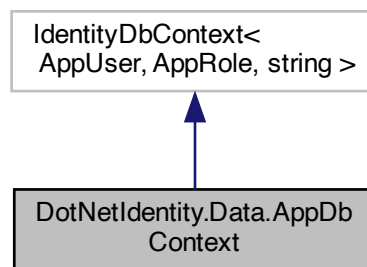 IdentityDbContext<
AppUser, AppRole, string >
DotNetIdentity.Data.AppDb
Context